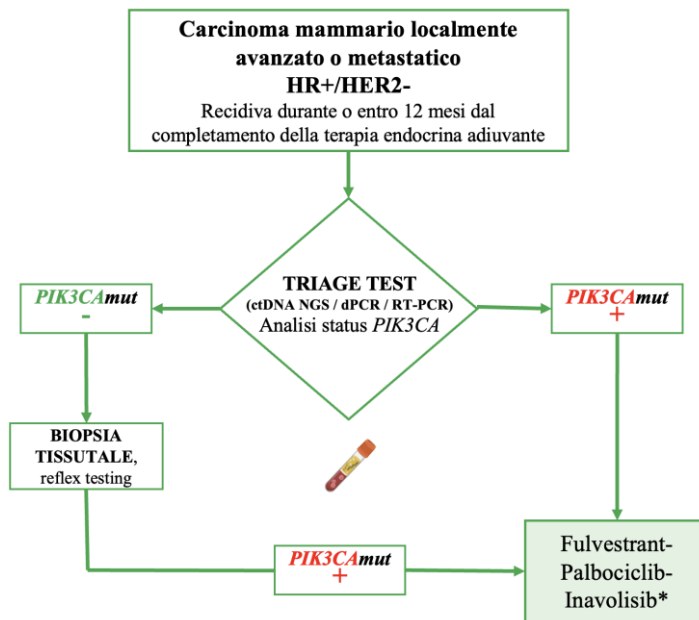 Carcinoma mammario localmente
avanzato o metastatico
HR+/HER2-
Recidiva durante o entro 12 mesi dal
completamento della terapia endocrina adiuvante
TRIAGE TEST
(ctDNA NGS / dPCR / RT-PCR)
Analisi status PIK3CA
PIK3CAmut
-
PIK3CAmut
+
BIOPSIA
TISSUTALE,
reflex testing
PIK3CAmut
+
Fulvestrant-
Palbociclib-
Inavolisib*